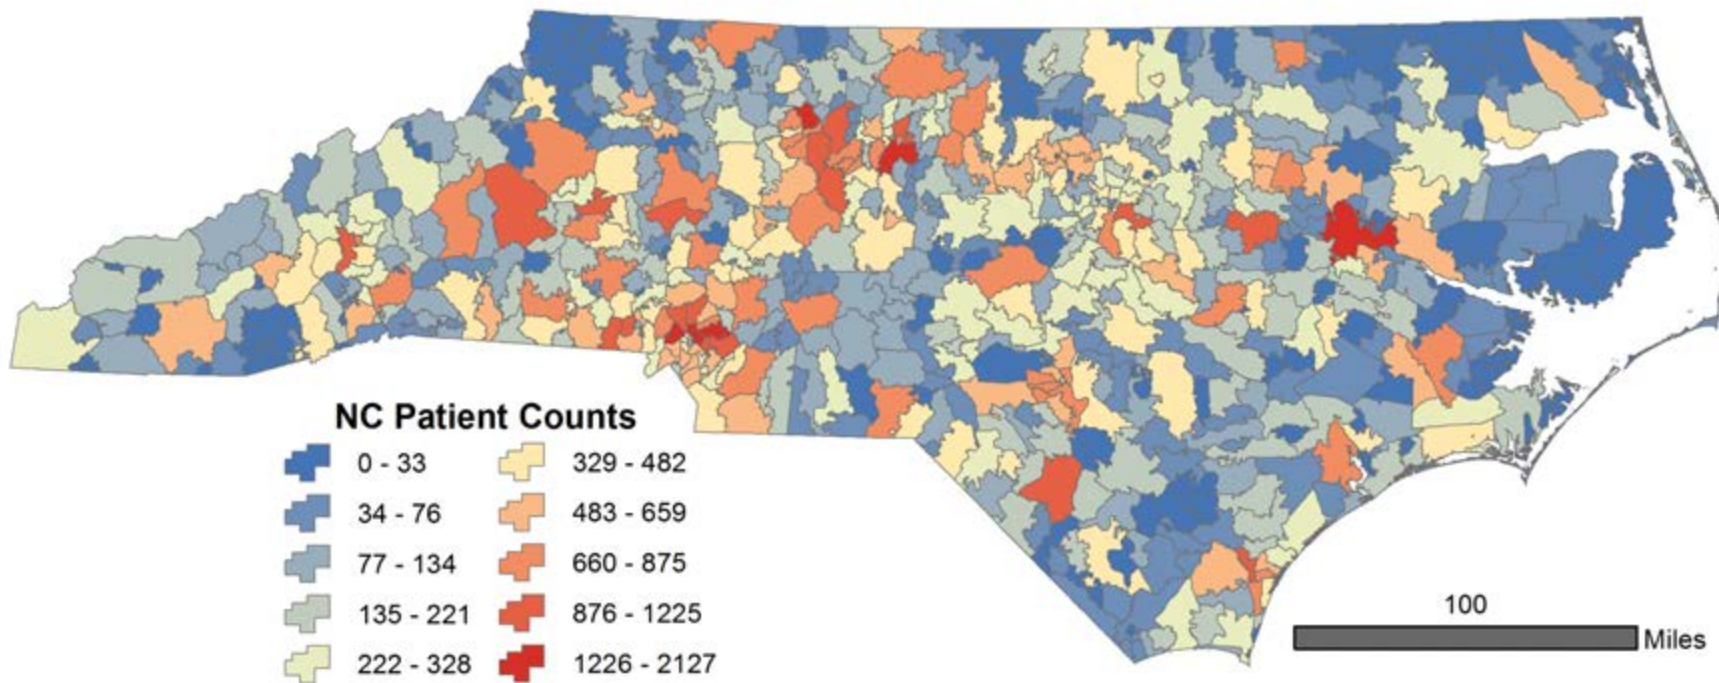 NC Patient Counts
0 - 33
34 - 76
77 - 134
135 - 221
222 - 328
329 - 482
483 - 659
660 - 875
876 - 1225
1226 - 2127
100
Miles